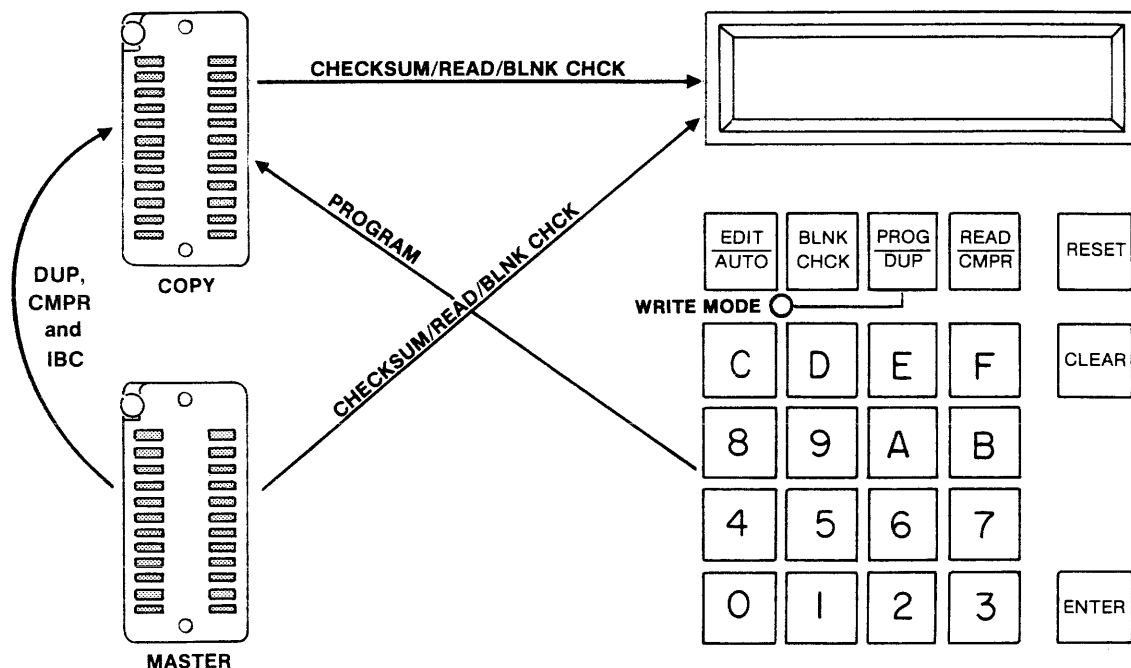 CHECKSUM/READ/BLNK CHCK
PROGRAM
CHECKSUM/READ/BLNK CHCK
DUP,
CMPR
and
IBC
COPY
MASTER
EDIT
AUTO
BLNK
CHCK
PROG
DUP
READ
CMPR
RESET
WRITE MODE
C D E F
CLEAR
8 9 A B
4 5 6 7
0 1 2 3
ENTER